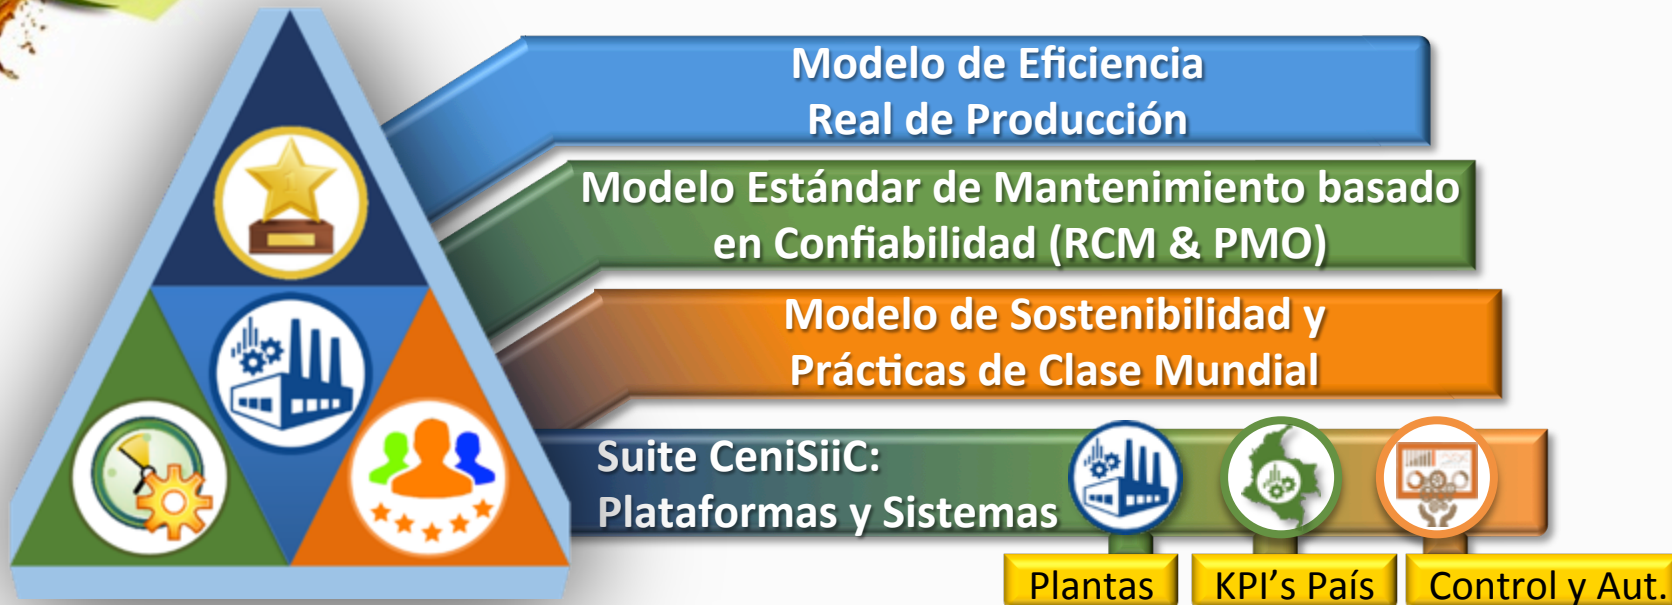 Modelo de Eficiencia
Real de Producción
Modelo Estándar de Mantenimiento basado
en Confiabilidad (RCM & PMO)
Modelo de Sostenibilidad y
Prácticas de Clase Mundial
Suite CeniSiiC:
Plataformas y Sistemas
Plantas
KPI's País
Control y Aut.
1